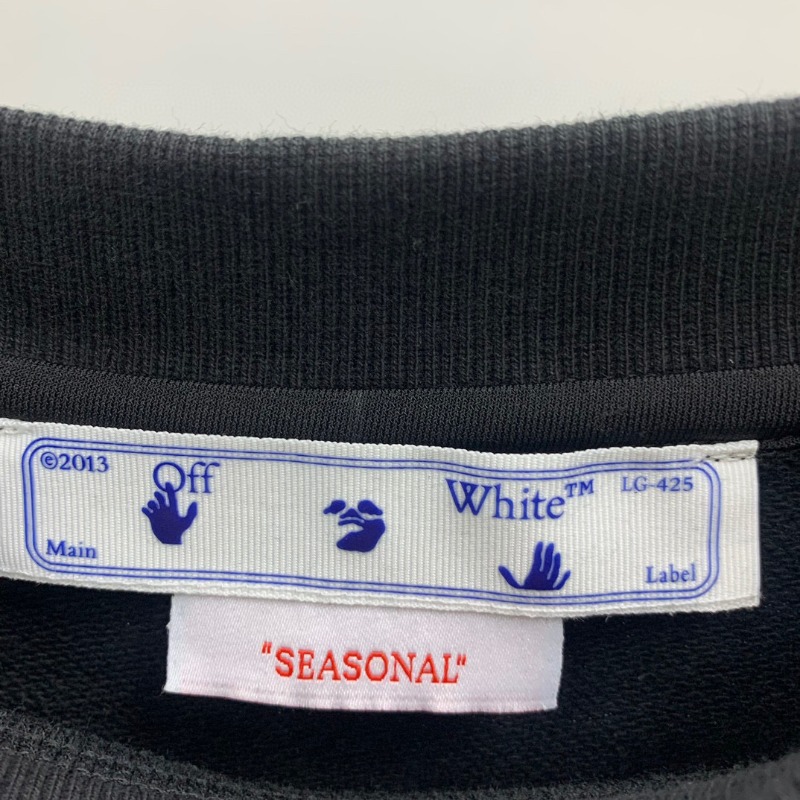 ©2013
Off
White™
LG-425
Main
Label
"SEASONAL"